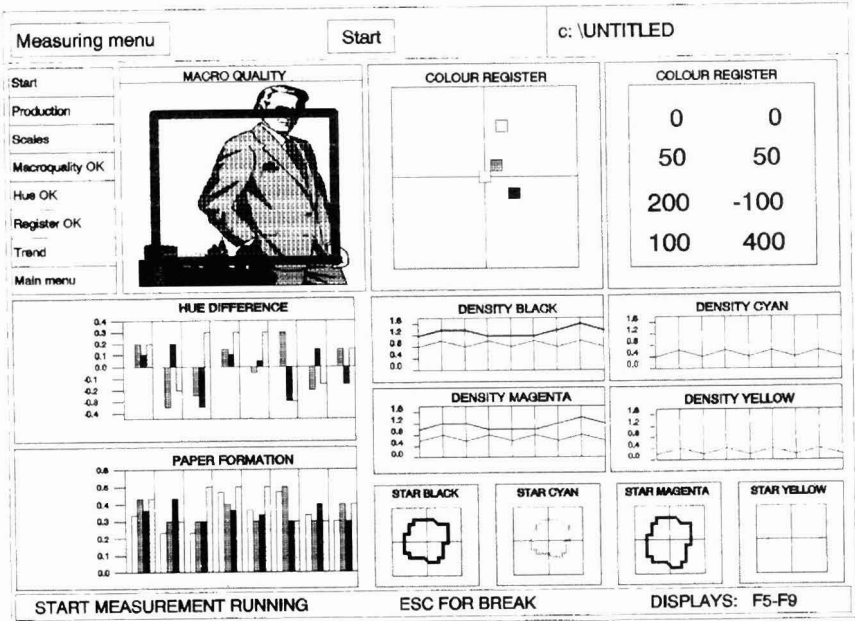 Measuring menu
Start
c: \UNTITLED
Start
Production
Scales
Macroquality OK
Hue OK
Register OK
Trend
Main menu
MACRO QUALITY
COLOUR REGISTER
COLOUR REGISTER
0 0
50 50
200 -100
100 400
HUE DIFFERENCE
0.4
0.3
0.2
0.1
0.0
-0.1
-0.2
-0.4
DENSITY BLACK
1.6
1.2
0.8
0.4
0.0
DENSITY CYAN
1.6
1.2
0.8
0.4
0.0
DENSITY MAGENTA
1.6
1.2
0.8
0.4
0.0
DENSITY YELLOW
1.6
1.2
0.8
0.4
0.0
PAPER FORMATION
0.4
0.3
0.2
0.1
0.0
STAR BLACK
STAR CYAN
STAR MAGENTA
STAR YELLOW
START MEASUREMENT RUNNING
ESC FOR BREAK
DISPLAYS: F5-F9